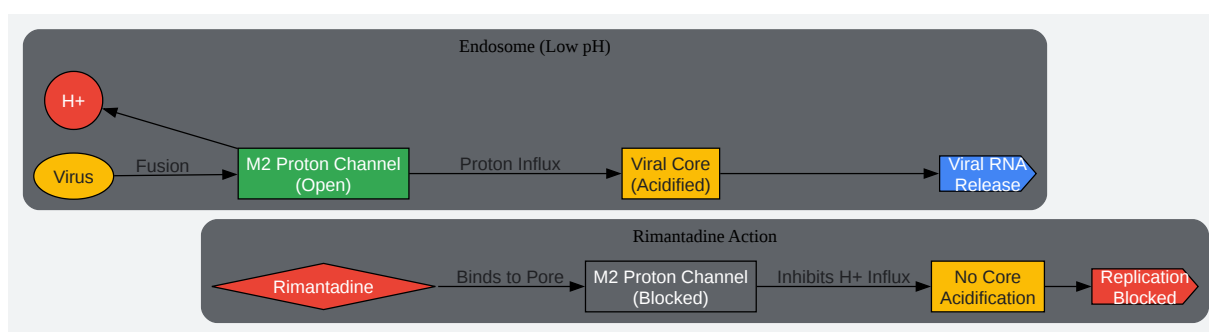 Endosome (Low pH)
H+
Virus
Fusion
M2 Proton Channel
(Open)
Proton Influx
Viral Core
(Acidified)
Viral RNA
Release
Rimantadine Action
Rimantadine
Binds to Pore
M2 Proton Channel
(Blocked)
Inhibits H+ Influx
No Core
Acidification
Replication
Blocked